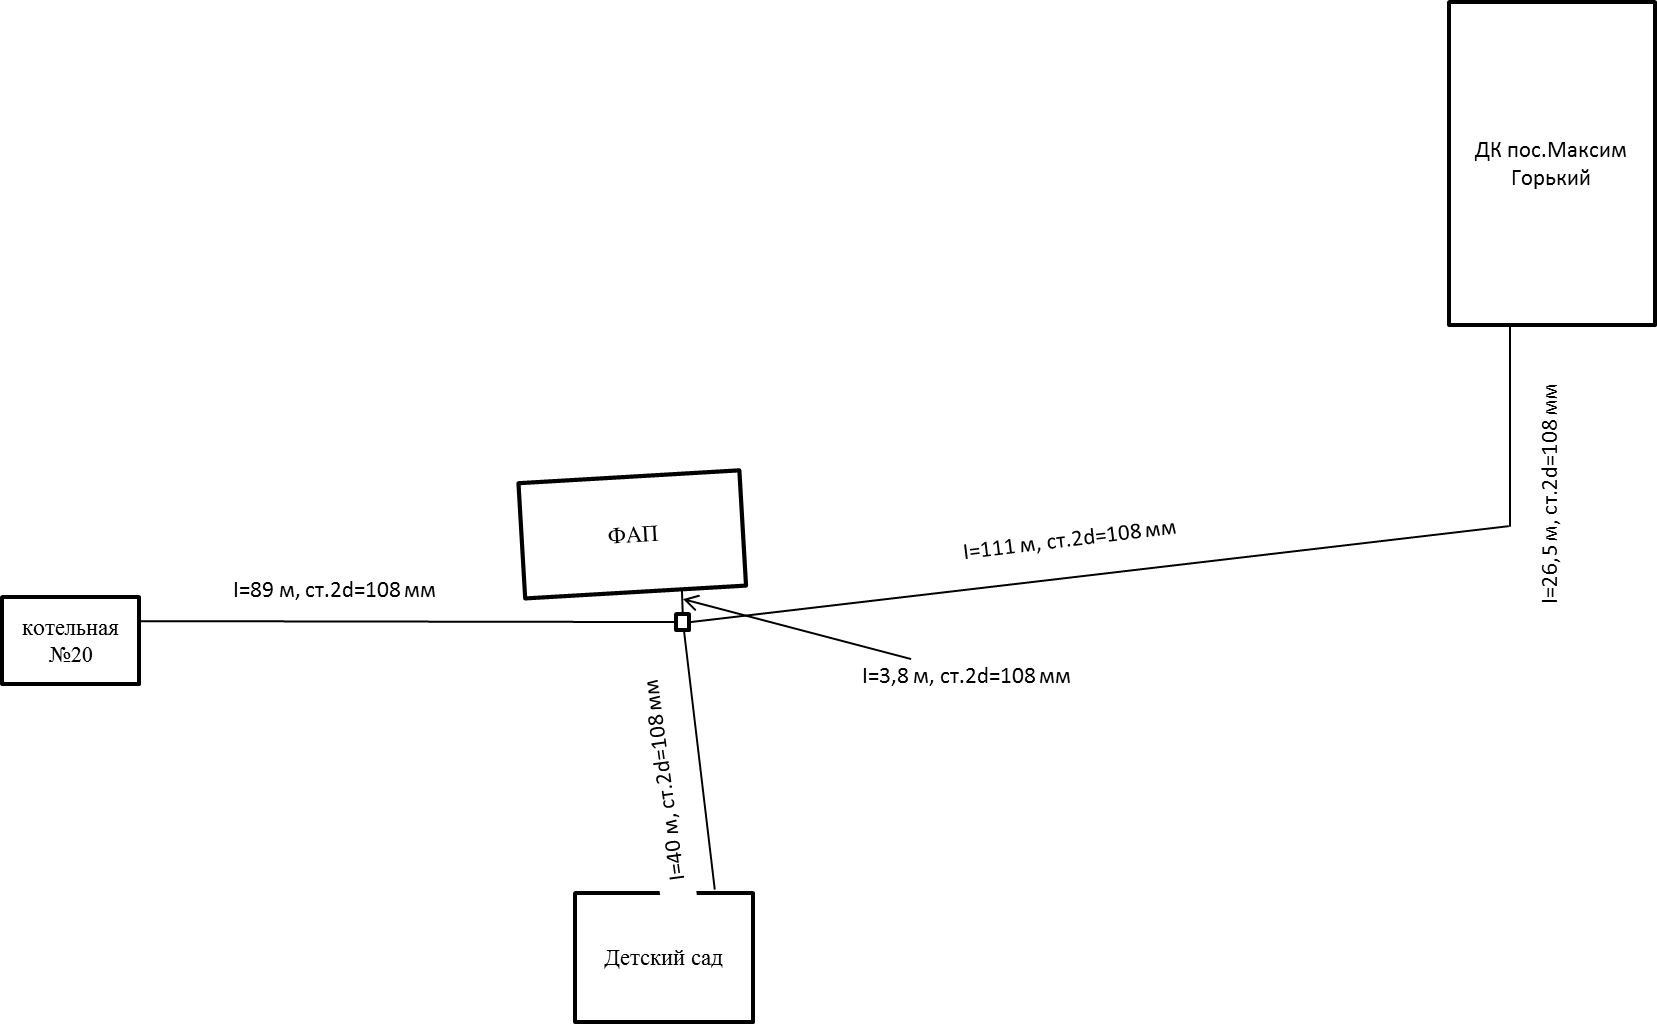 ДК пос.Максим
Горький
l=26,5 м, ст.2d=108 мм
ФАП
l=111 м, ст.2d=108 мм
l=89 м, ст.2d=108 мм
котельная
№20
l=3,8 м, ст.2d=108 мм
l=40 м, ст.2d=108 мм
Детский сад